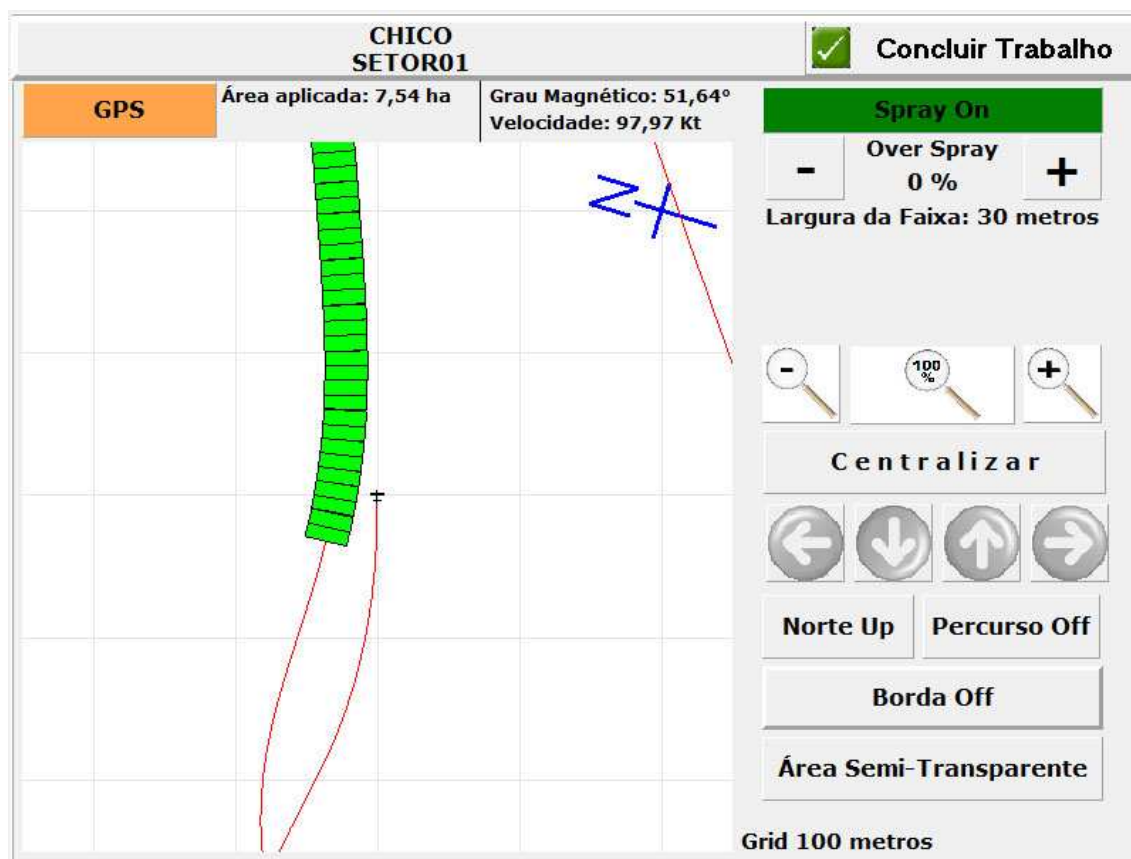 CHICO
SETOR01
Concluir Trabalho
GPS
Área aplicada: 7,54 ha
Grau Magnético: 51,64°
Velocidade: 97,97 Kt
Spray On
-
Over Spray
0 %
+
Largura da Faixa: 30 metros
N
-
100
%
+
Centralizar
Norte Up
Percurso Off
Borda Off
Área Semi-Transparente
Grid 100 metros